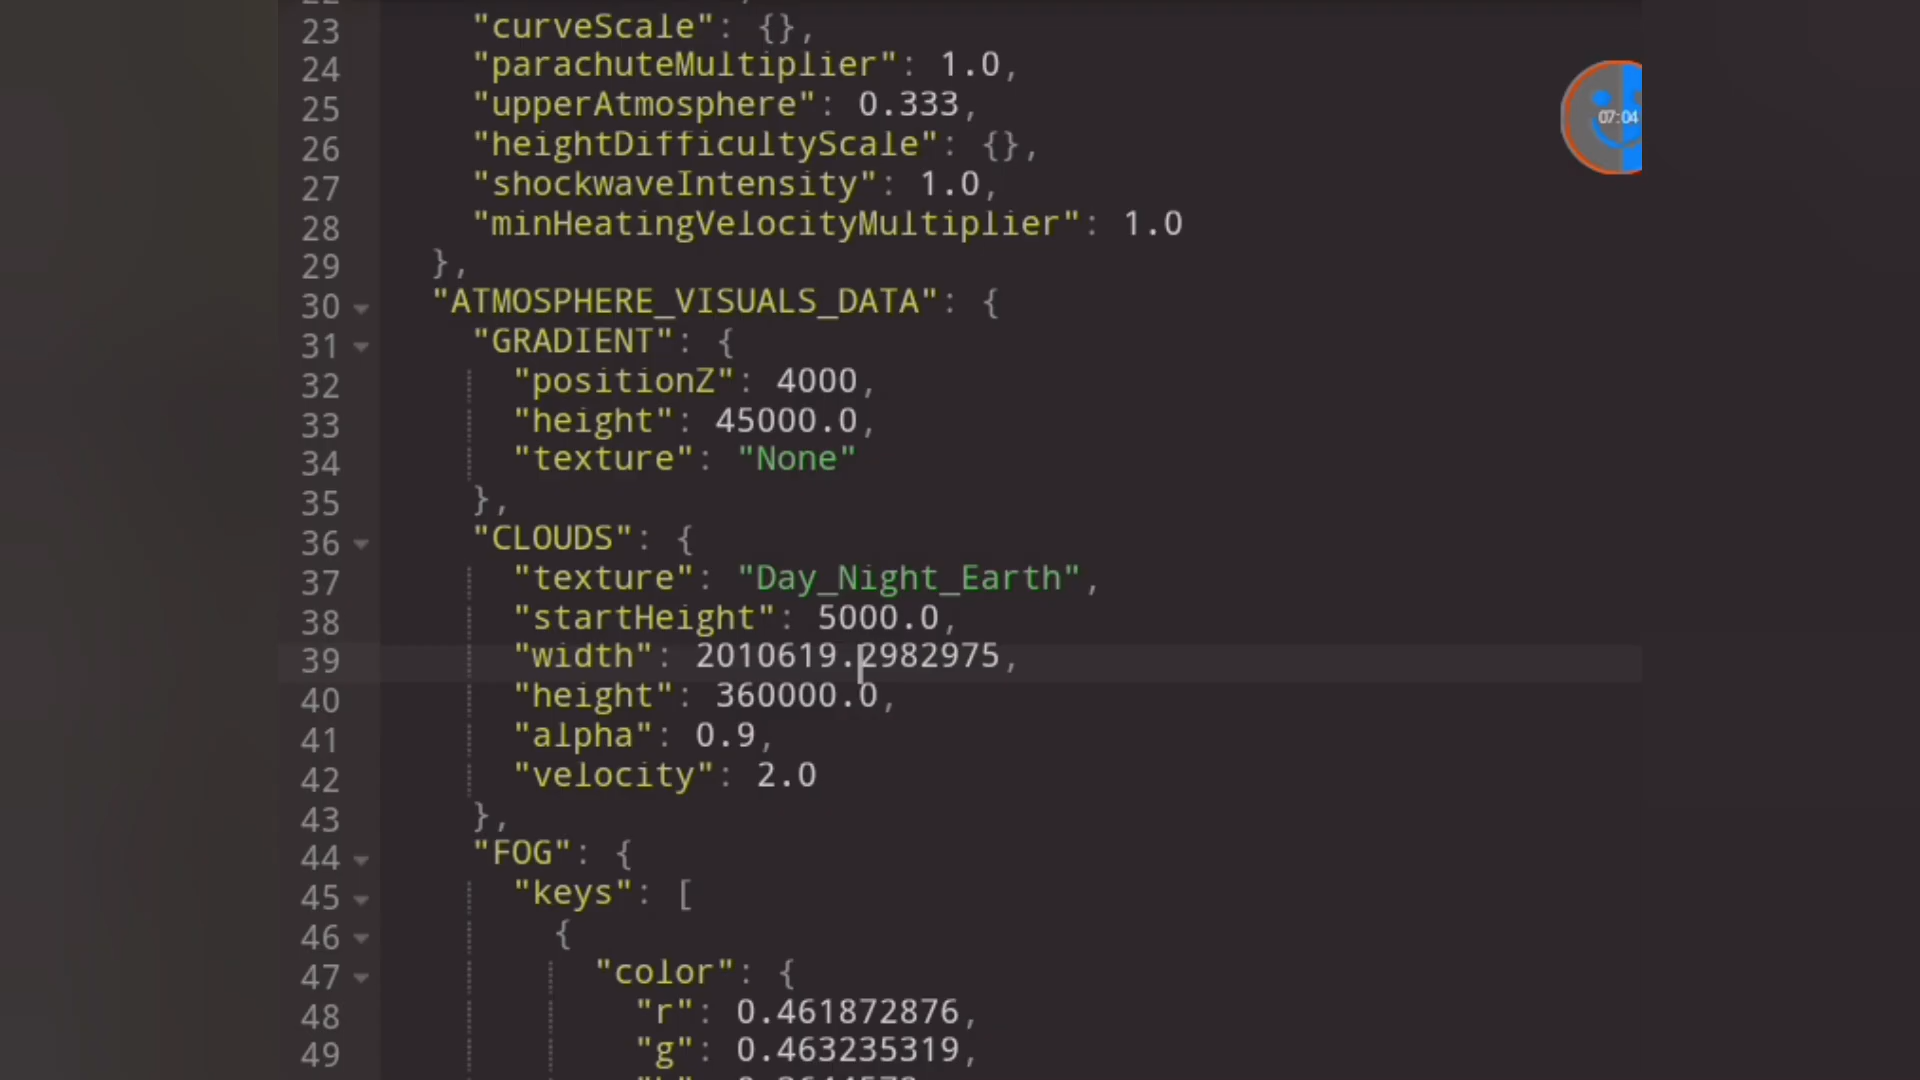 23 "curveScale": {},
24 "parachuteMultiplier": 1.0,
25 "upperAtmosphere": 0.333,
26 "heightDifficultyScale": {},
27 "shockwaveIntensity": 1.0,
28 "minHeatingVelocityMultiplier": 1.0
29 },
30 "ATMOSPHERE_VISUALS_DATA": {
31 "GRADIENT": {
32 "positionZ": 4000,
33 "height": 45000.0,
34 "texture": "None"
35 },
36 "CLOUDS": {
37 "texture": "Day_Night_Earth",
38 "startHeight": 5000.0,
39 "width": 2010619.2982975,
40 "height": 360000.0,
41 "alpha": 0.9,
42 "velocity": 2.0
43 },
44 "FOG": {
45 "keys": [
46 {
47 "color": {
48 "r": 0.461872876,
49 "g": 0.463235319,
07:04